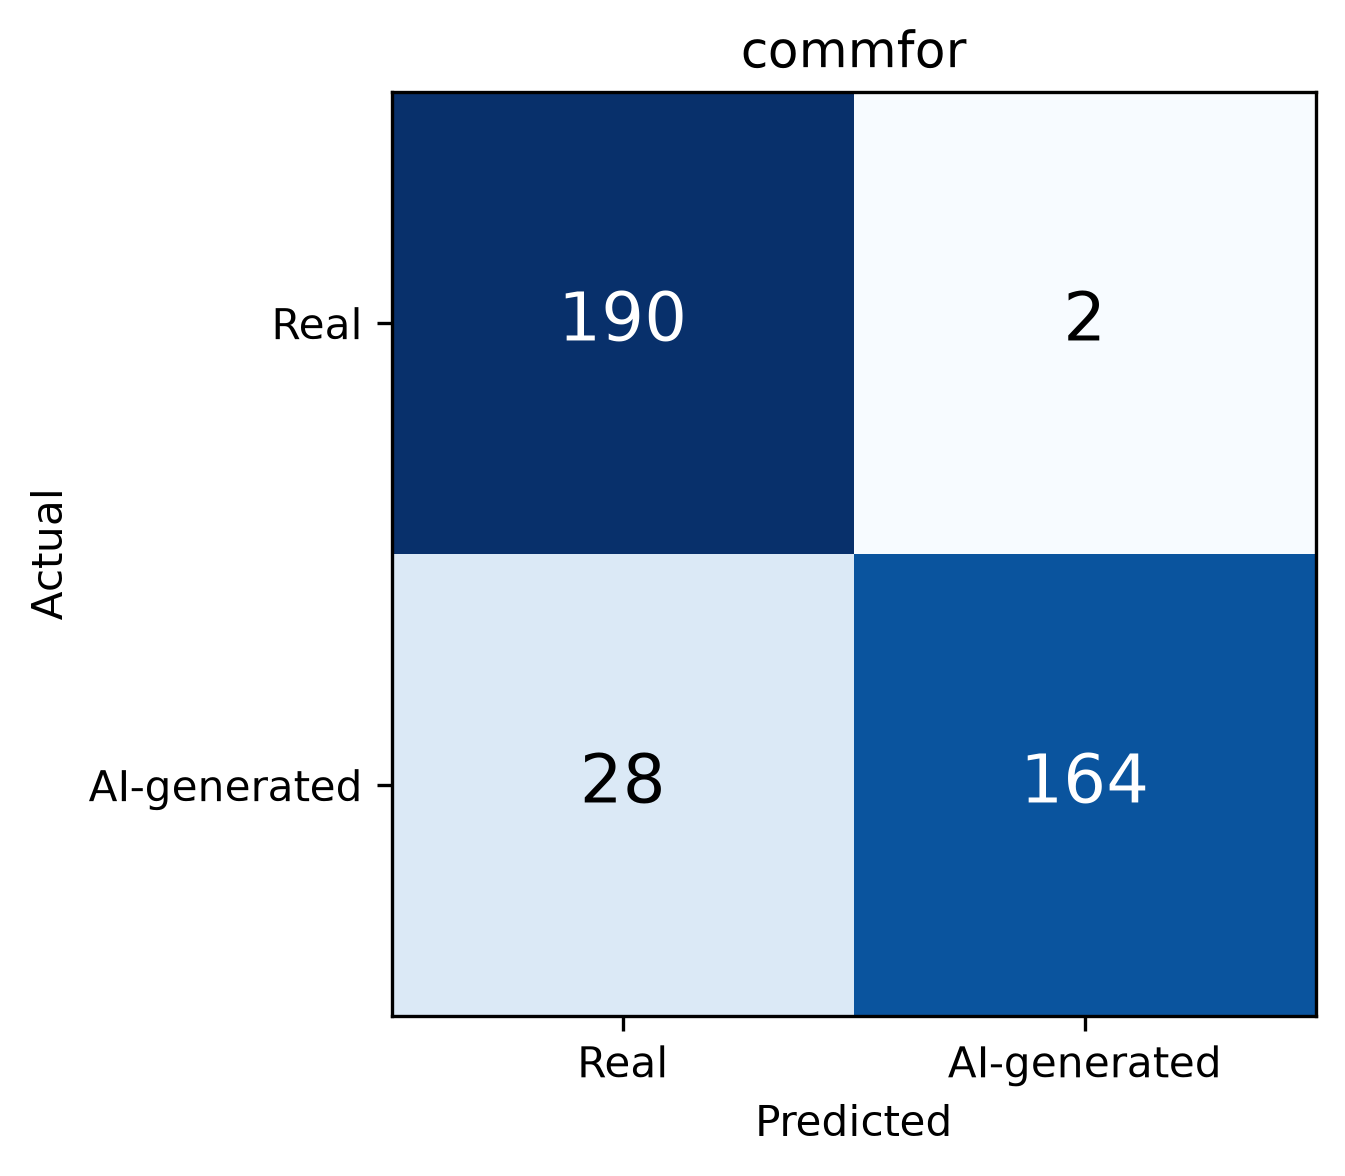 commfor
Real
190
2
Actual
AI-generated
28
164
Real
AI-generated
Predicted